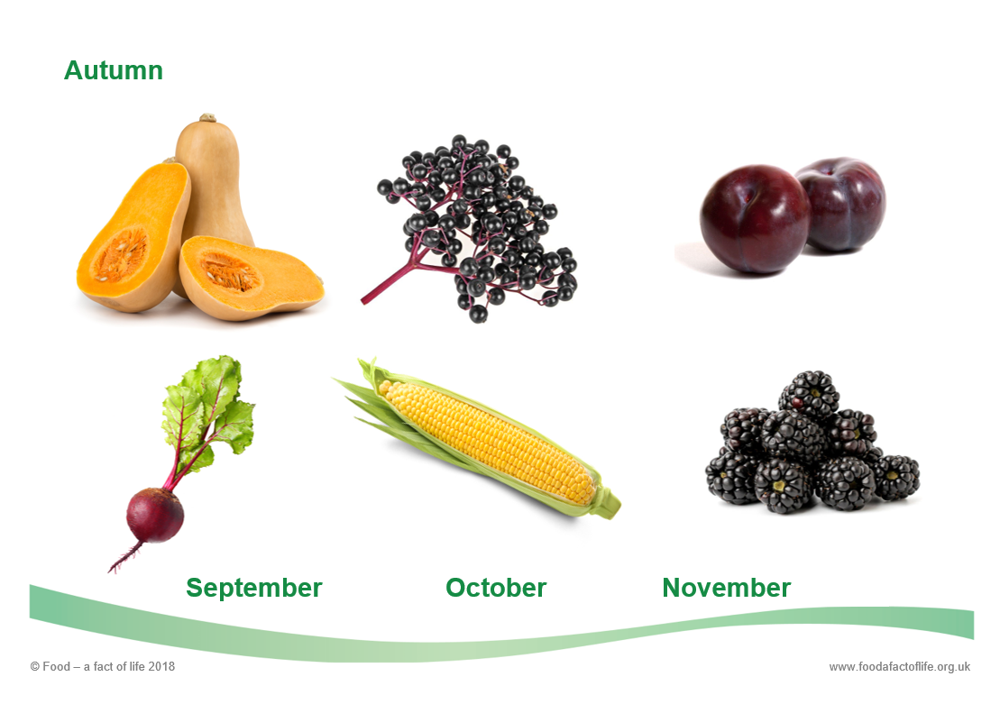 Autumn
September October November
© Food – a fact of life 2018
www.foodafactoflife.org.uk